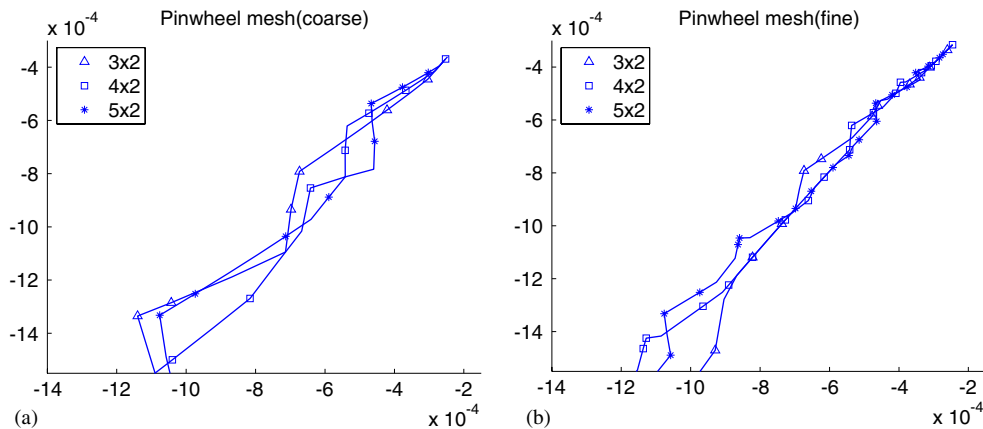 Pinwheel mesh(coarse)
x 10⁻⁴
-4
-6
-8
-10
-12
-14
3x2
4x2
5x2
-14 -12 -10 -8 -6 -4 -2
x 10⁻⁴
(a)
Pinwheel mesh(fine)
x 10⁻⁴
-4
-6
-8
-10
-12
-14
3x2
4x2
5x2
-14 -12 -10 -8 -6 -4 -2
x 10⁻⁴
(b)